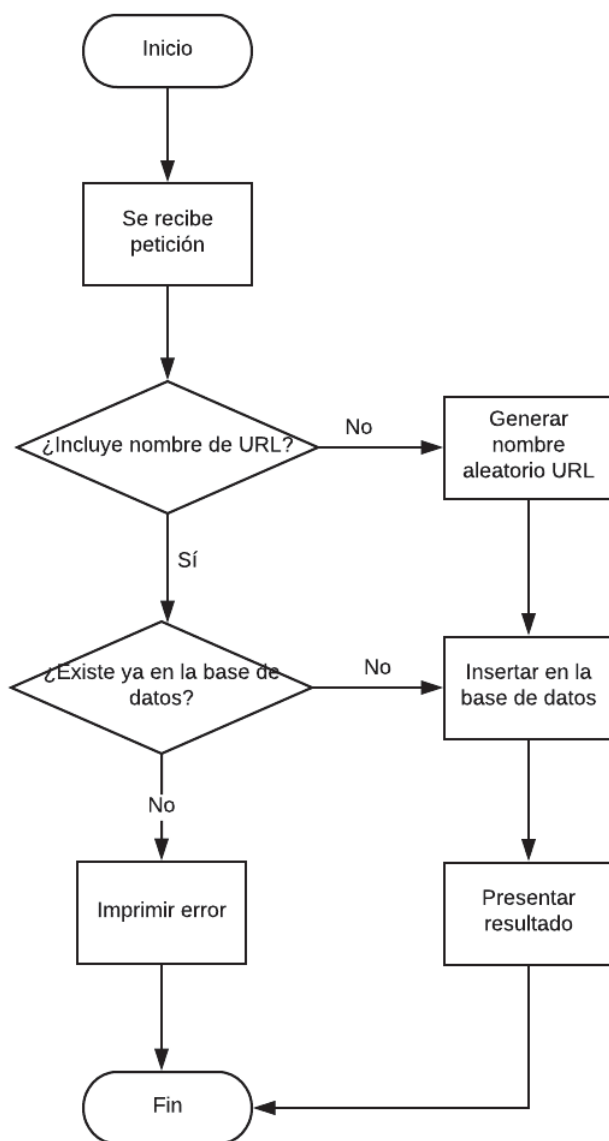 Inicio
Se recibe
petición
¿Incluye nombre de URL?
No
Generar
nombre
aleatorio URL
Sí
¿Existe ya en la base de
datos?
No
Insertar en la
base de datos
No
Imprimir error
Presentar
resultado
Fin